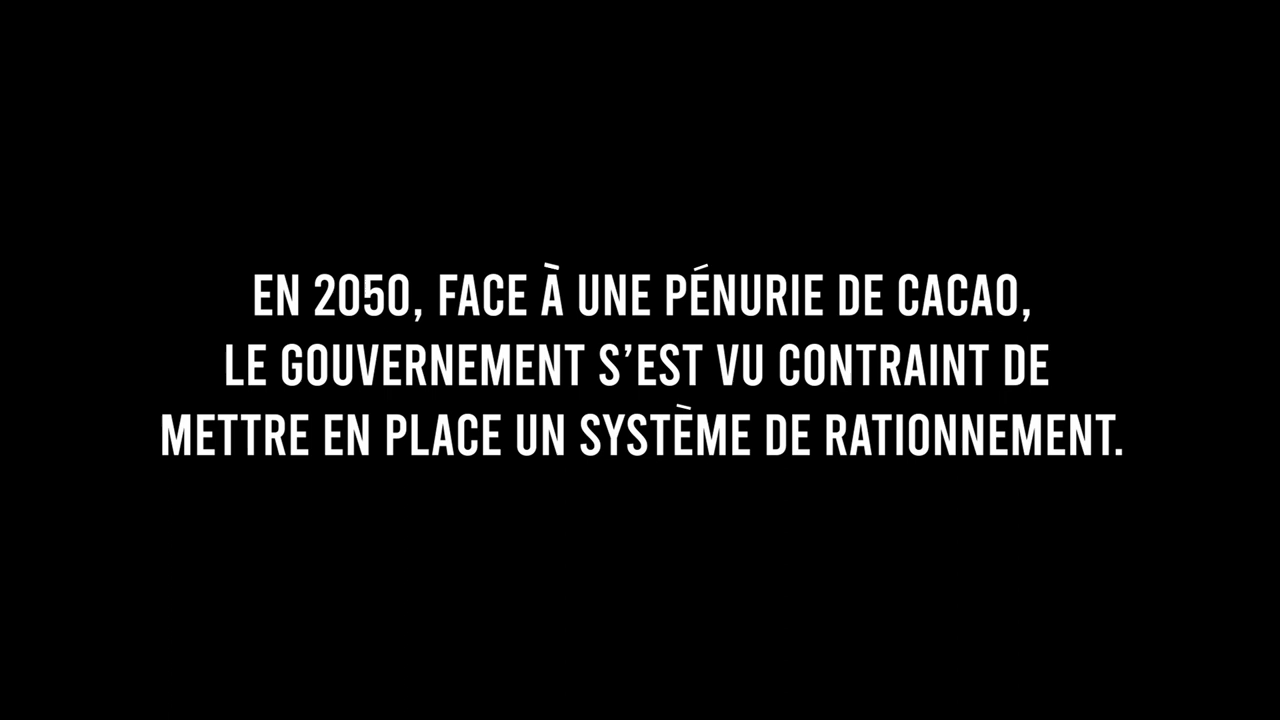 EN 2050, FACE À UNE PÉNURIE DE CACAO,
LE GOUVERNEMENT S’EST VU CONTRAINT DE
METTRE EN PLACE UN SYSTÈME DE RATIONNEMENT.